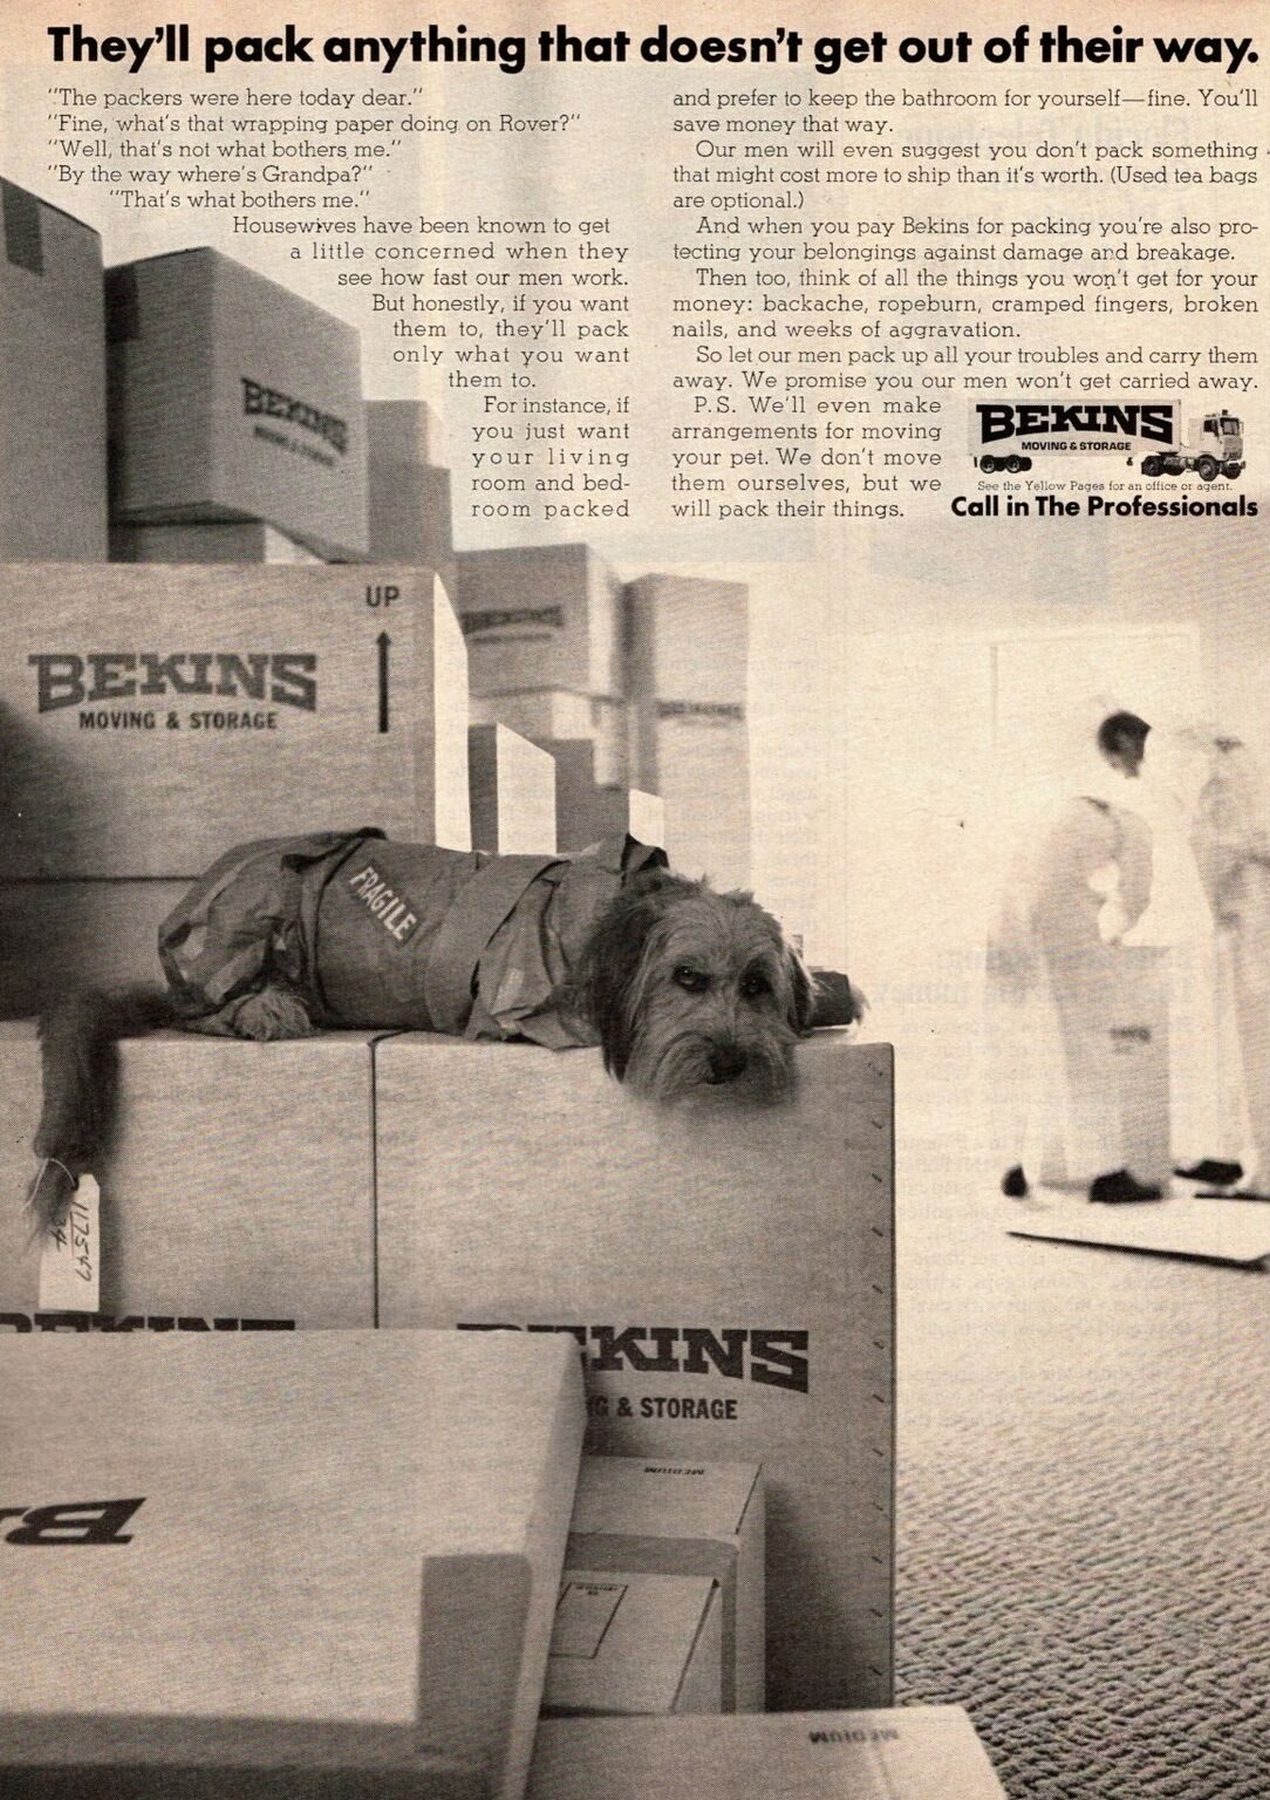 They'll pack anything that doesn't get out of their way.
"The packers were here today dear."
"Fine, what's that wrapping paper doing on Rover?"
"Well, that's not what bothers me."
"By the way where's Grandpa?"
"That's what bothers me."
Housewives have been known to get
a little concerned when they
see how fast our men work.
But honestly, if you want
them to, they'll pack
only what you want
them to.
For instance, if
you just want
your living
room and bed-
room packed
and prefer to keep the bathroom for yourself—fine. You'll
save money that way.
Our men will even suggest you don't pack something
that might cost more to ship than it's worth. (Used tea bags
are optional.)
And when you pay Bekins for packing you're also pro-
tecting your belongings against damage and breakage.
Then too, think of all the things you won't get for your
money: backache, ropeburn, cramped fingers, broken
nails, and weeks of aggravation.
So let our men pack up all your troubles and carry them
away. We promise you our men won't get carried away.
P.S. We'll even make
arrangements for moving
your pet. We don't move
them ourselves, but we
will pack their things.
BEKINS
MOVING & STORAGE
See the Yellow Pages for an office or agent.
Call in The Professionals
BEKINS
MOVING & STORAGE
UP
BEKINS
MOVING & STORAGE
FRAGILE
117547
34
BEKINS
BEKINS
& STORAGE
MEDIUM
B
MEDIUM